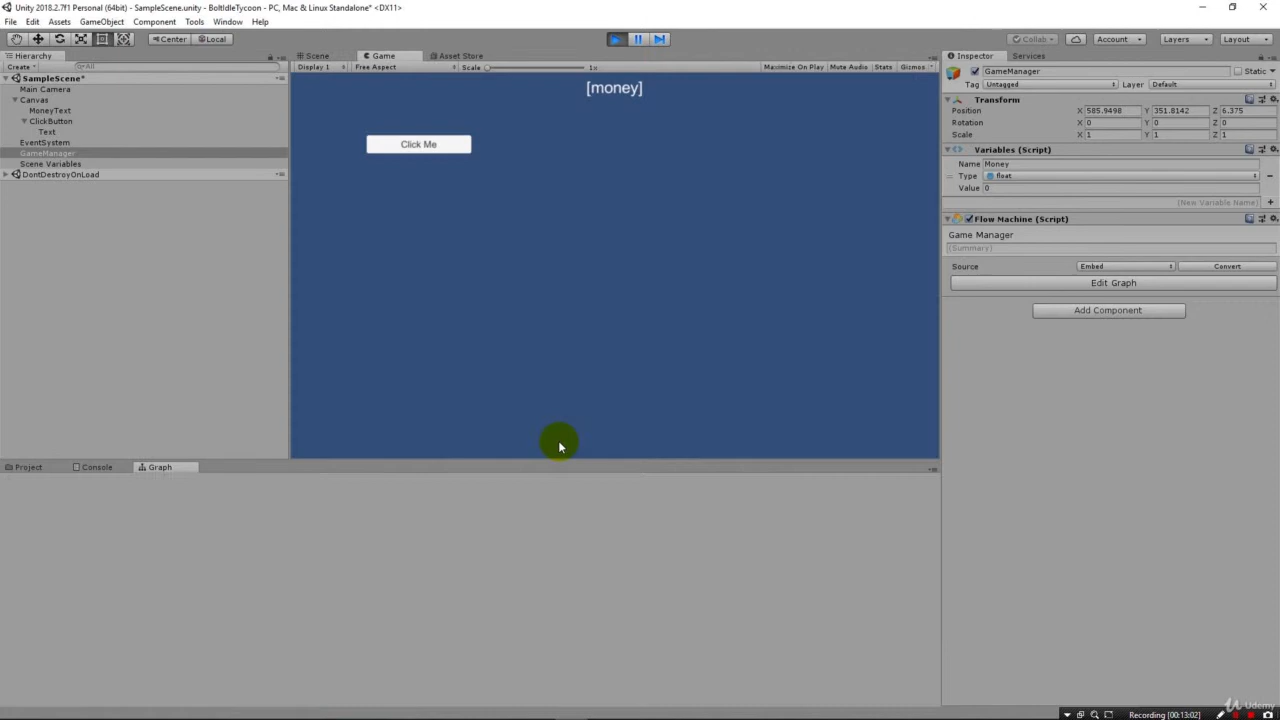 Unity 2018.2.7f1 Personal (64bit) - SampleScene.unity - BoltIdleTycoon - PC, Mac & Linux Standalone* <DX11>
File Edit Assets GameObject Component Tools Window Help
Center Local Collab Account Layers Layout
Hierarchy Scene Game Asset Store Inspector Services
Create All Display 1 Free Aspect Scale 1x Maximize On Play Mute Audio Stats Gizmos
GameManager Static
SampleScene*
Tag Untagged Layer Default
Main Camera [money]
Canvas Transform
MoneyText Position X 585.9498 Y 351.8142 Z 6.375
ClickButton Rotation X 0 Y 0 Z 0
Text Scale X 1 Y 1 Z 1
EventSystem Click Me
GameManager Variables (Script)
Scene Variables Name Money
DontDestroyOnLoad Type float
Value 0
(New Variable Name)
Flow Machine (Script)
Game Manager
(Summary)
Source Embed Convert
Edit Graph
Add Component
Project Console Graph
Udemy
Recording [00:13:02]